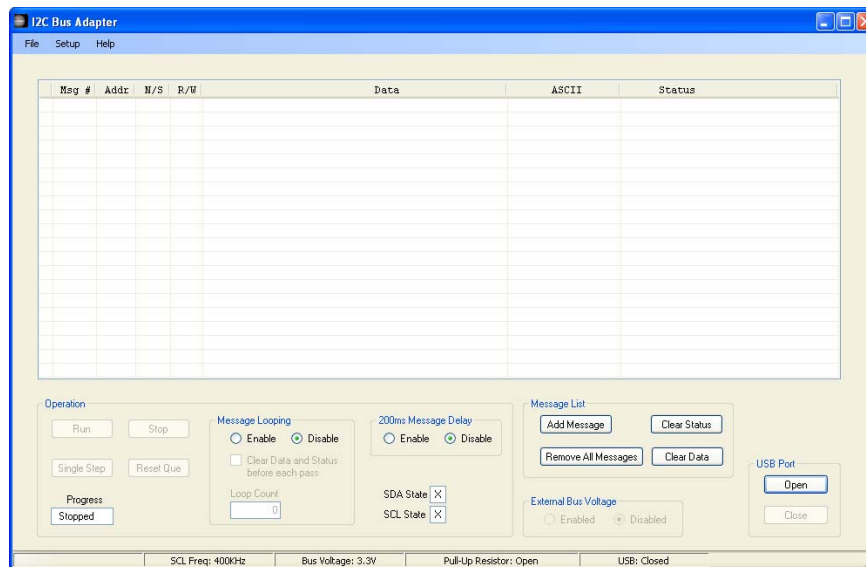 I2C Bus Adapter
File Setup Help
Msg # Addr N/S R/W Data ASCII Status
Operation
Run Stop
Single Step Reset Que
Progress
Stopped
Message Looping
Enable Disable
Clear Data and Status
before each pass
Loop Count
0
200ms Message Delay
Enable Disable
SDA State X
SCL State X
Message List
Add Message Clear Status
Remove All Messages Clear Data
External Bus Voltage
Enabled Disabled
USB Port
Open
Close
SCL Freq: 400KHz Bus Voltage: 3.3V Pull-Up Resistor: Open USB: Closed